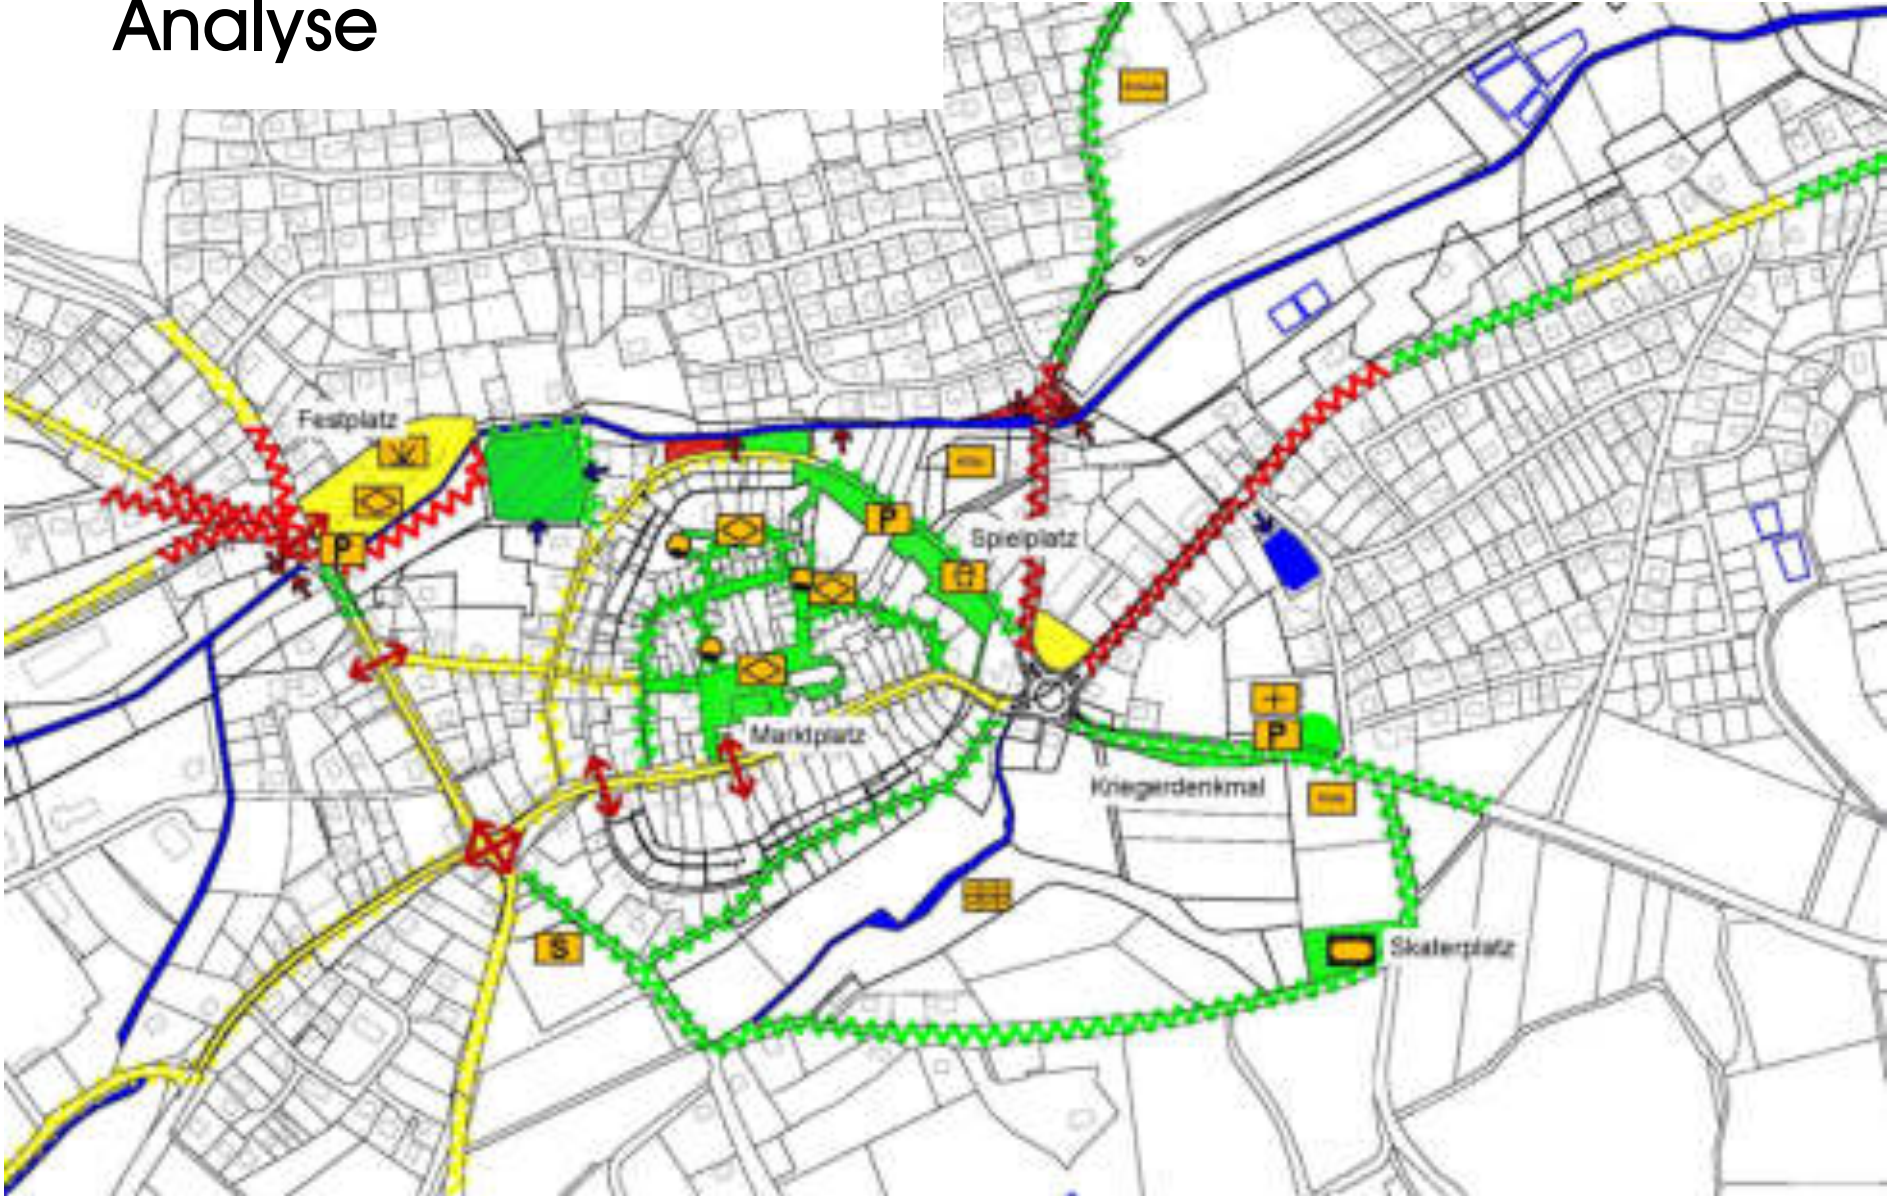 Analyse
Festplatz
P
P
Spielplatz
Marktplatz
P
Kriegerdenkmal
S
Skaterplatz